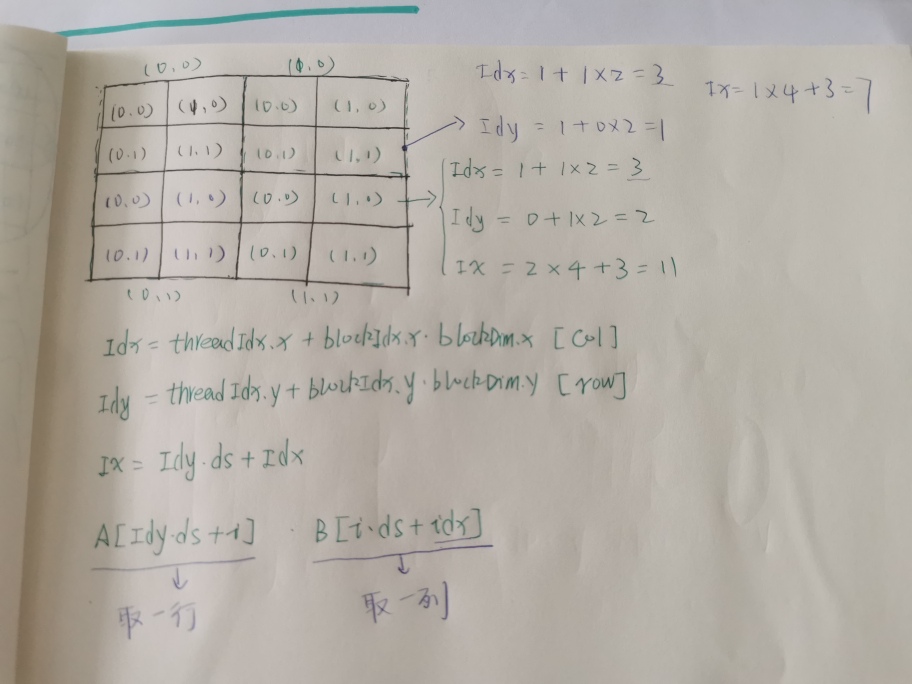 (0,0) (1,0)
(0.0) (1,0) (0.0) (1,0)
(0.1) (1,1) (0.1) (1,1)
(0,0) (1,0) (0.0) (1,0)
(0.1) (1,1) (0.1) (1,1)
(0,1) (1,1)
Idx = 1 + 1×2 = 3
Idy = 1 + 0×2 = 1
Ix = 1×4+3=7
Idx = 1 + 1×2 = 3
Idy = 0 + 1×2 = 2
IX = 2 × 4 + 3 = 11
Idx = threadIdx.x + blockIdx.x · blockDim.x [Col]
Idy = threadIdx.y + blockIdx.y · blockDim.y [row]
Ix = Idy·ds + Idx
A[Idy·ds+i] · B[i·ds+idx]
取一行 取一列